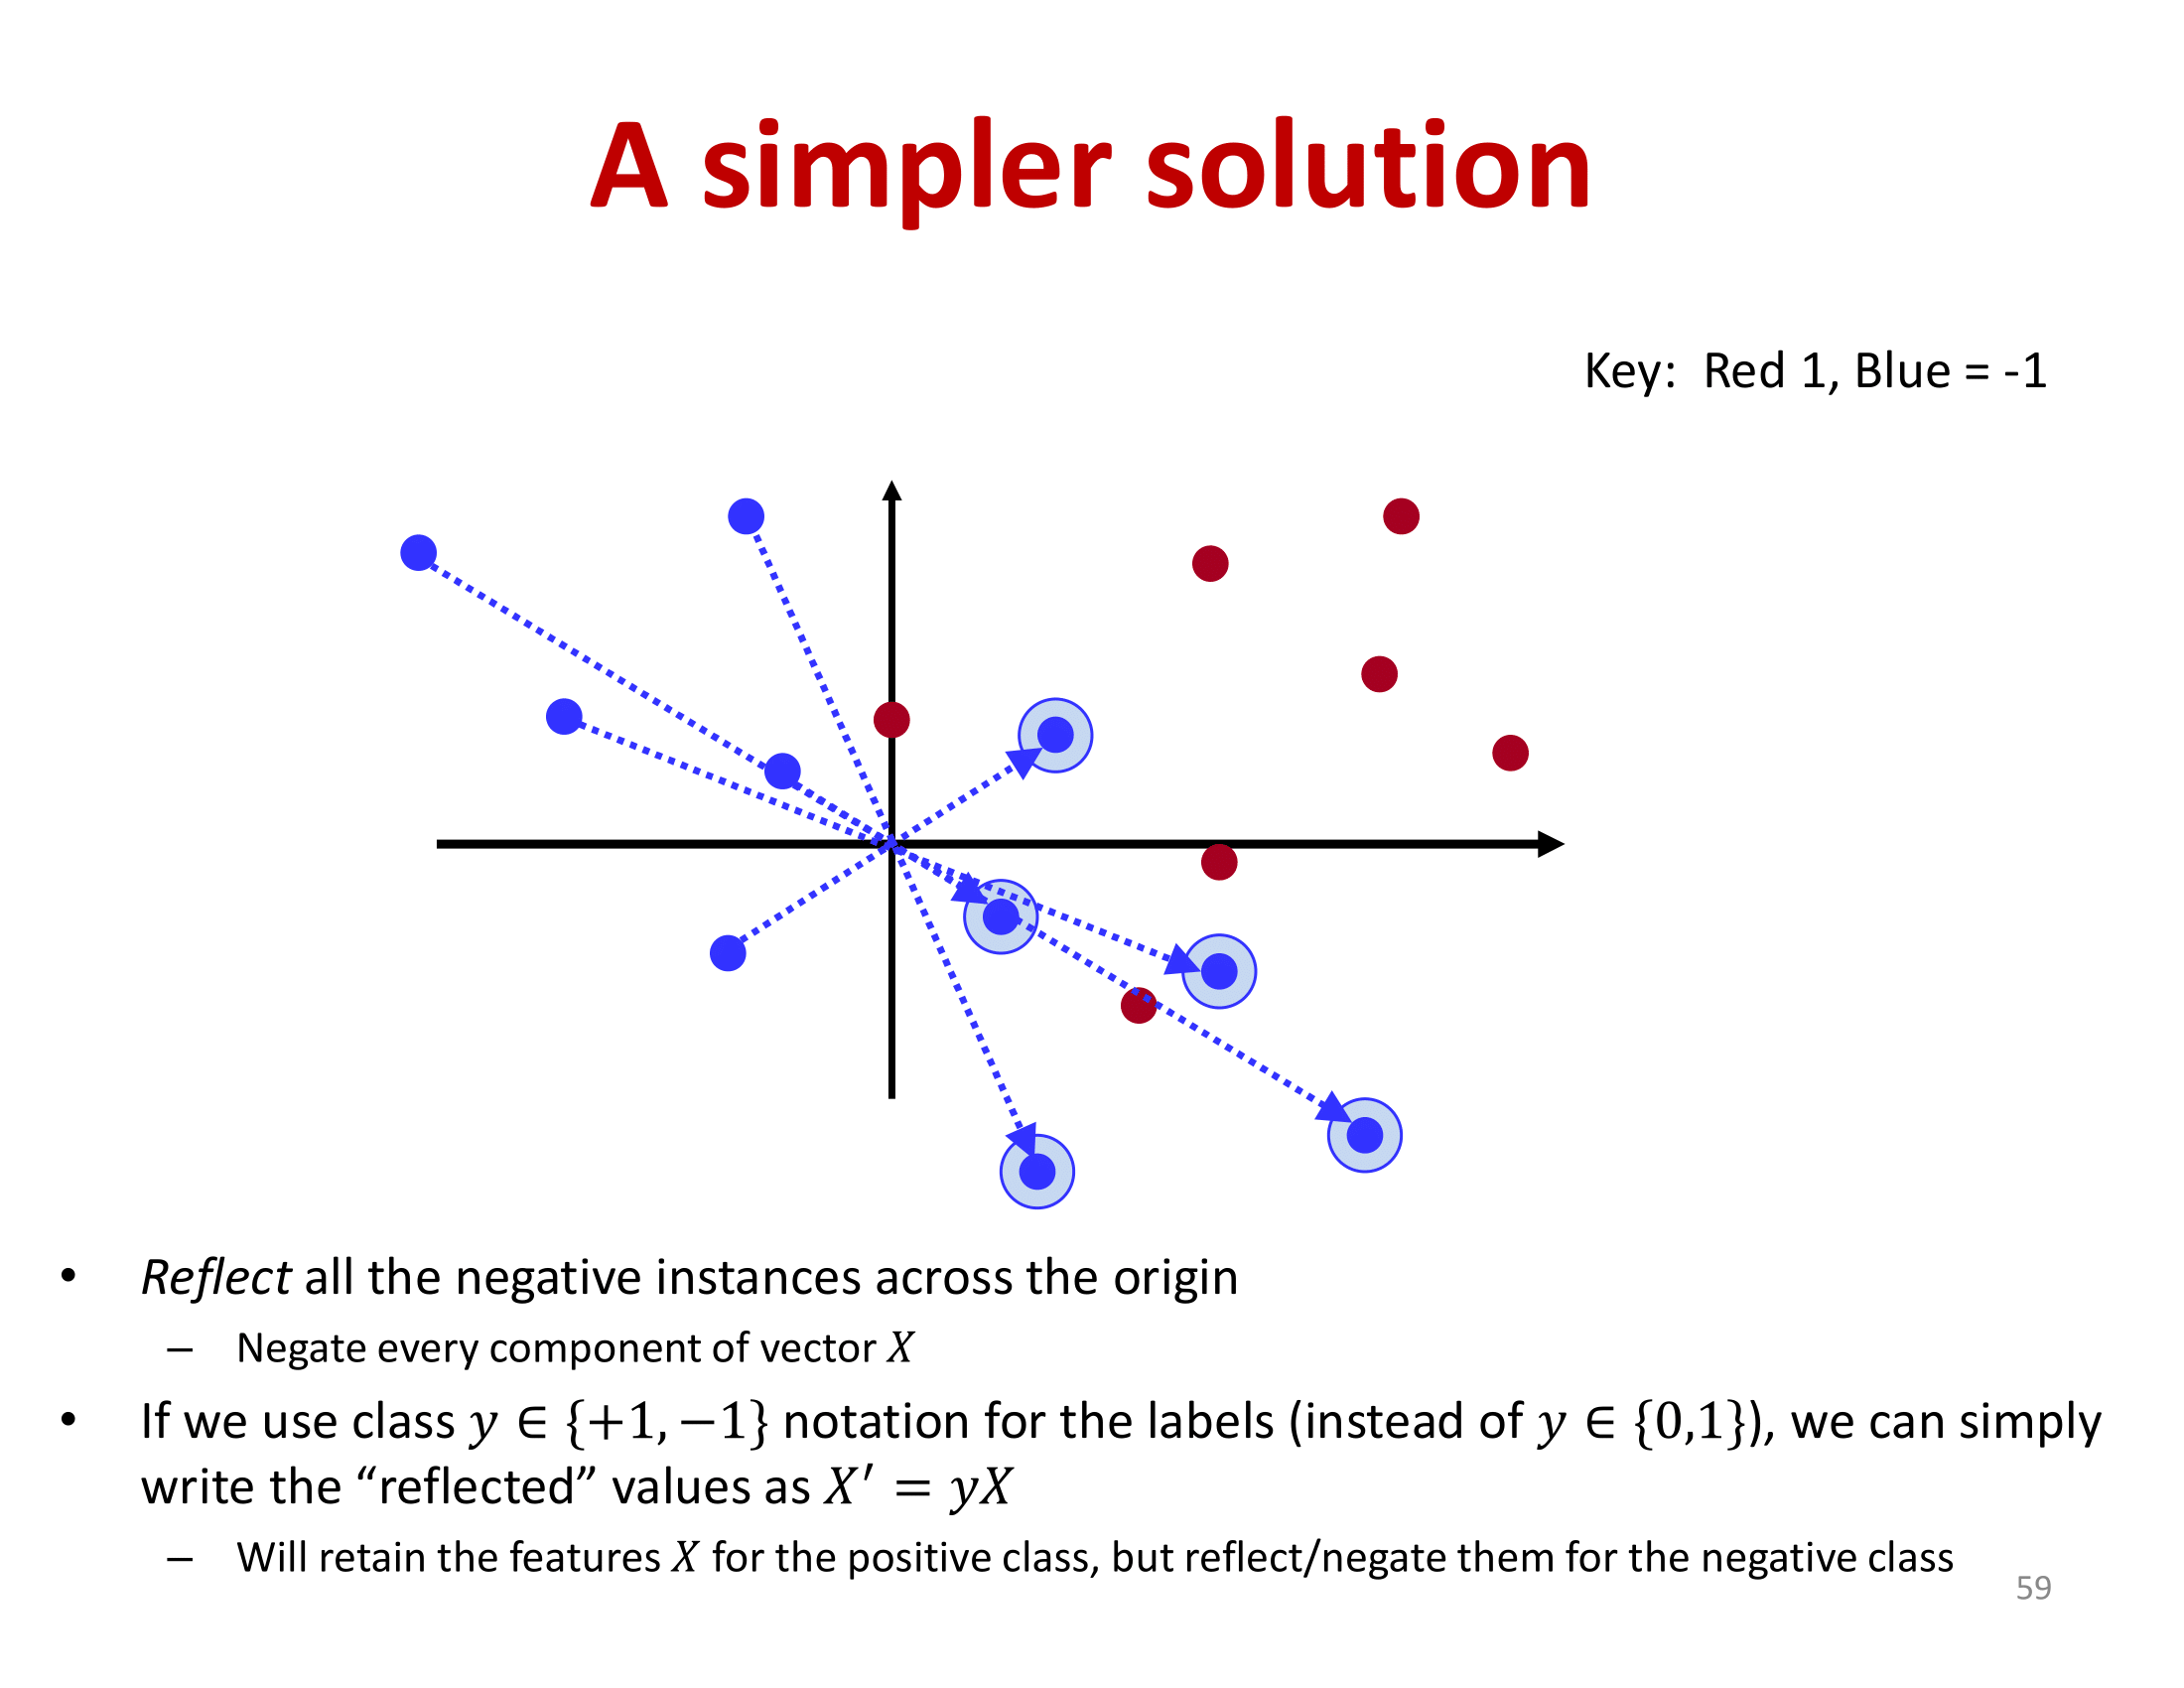 A simpler solution
Key: Red 1, Blue = -1
• Reflect all the negative instances across the origin
– Negate every component of vector 𝑋
• If we use class 𝑦 ∈ {+1, −1} notation for the labels (instead of 𝑦 ∈ {0,1}), we can simply
write the “reflected” values as 𝑋′ = 𝑦𝑋
– Will retain the features 𝑋 for the positive class, but reflect/negate them for the negative class
59